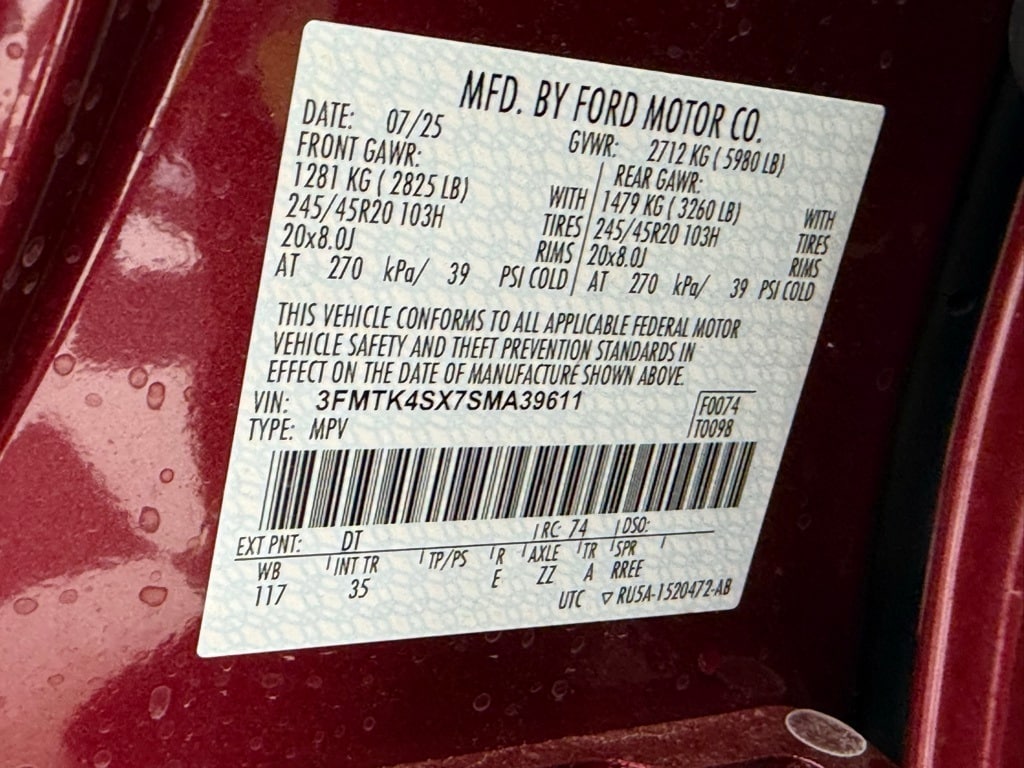 MFD. BY FORD MOTOR CO.
DATE: 07/25 GVWR: 2712 KG ( 5980 LB)
FRONT GAWR: REAR GAWR:
1281 KG ( 2825 LB) WITH 1479 KG ( 3260 LB) WITH
245/45R20 103H TIRES 245/45R20 103H TIRES
20x8.0J RIMS 20x8.0J RIMS
AT 270 kPa/ 39 PSI COLD AT 270 kPa/ 39 PSI COLD
THIS VEHICLE CONFORMS TO ALL APPLICABLE FEDERAL MOTOR
VEHICLE SAFETY AND THEFT PREVENTION STANDARDS IN
EFFECT ON THE DATE OF MANUFACTURE SHOWN ABOVE.
VIN: 3FMTK4SX7SMA39611 F0074
TYPE: MPV T0098
EXT PNT: DT RC: 74 DSO:
WB INT TR TP/PS R AXLE TR SPR
117 35 E ZZ A RREE
UTC ▽ RU5A-1520472-AB